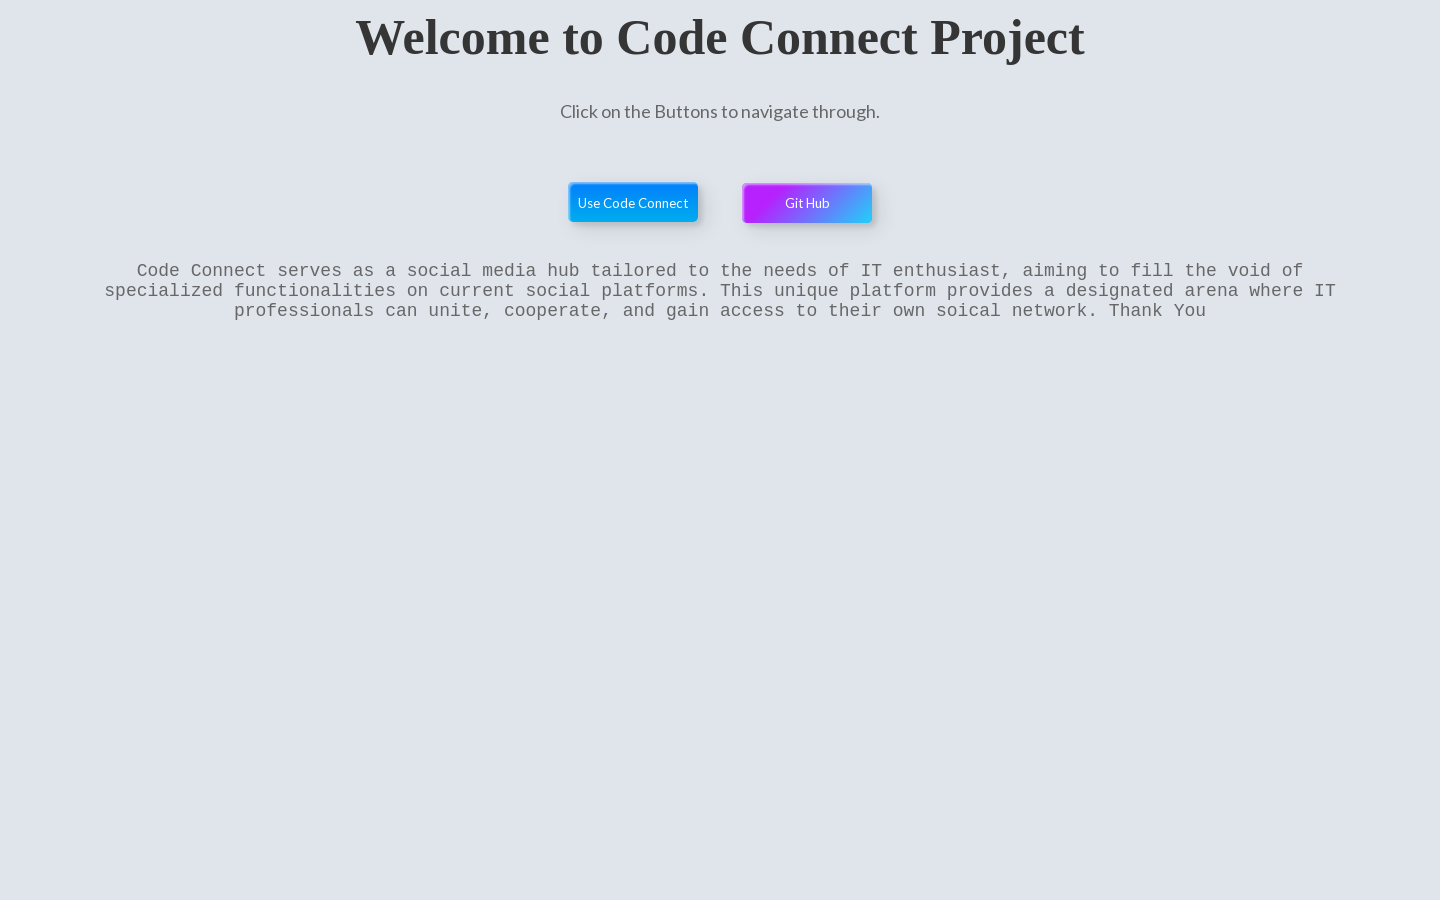 Welcome to Code Connect Project
Click on the Buttons to navigate through.
Use Code Connect
Git Hub
Code Connect serves as a social media hub tailored to the needs of IT enthusiast, aiming to fill the void of
specialized functionalities on current social platforms. This unique platform provides a designated arena where IT
professionals can unite, cooperate, and gain access to their own soical network. Thank You